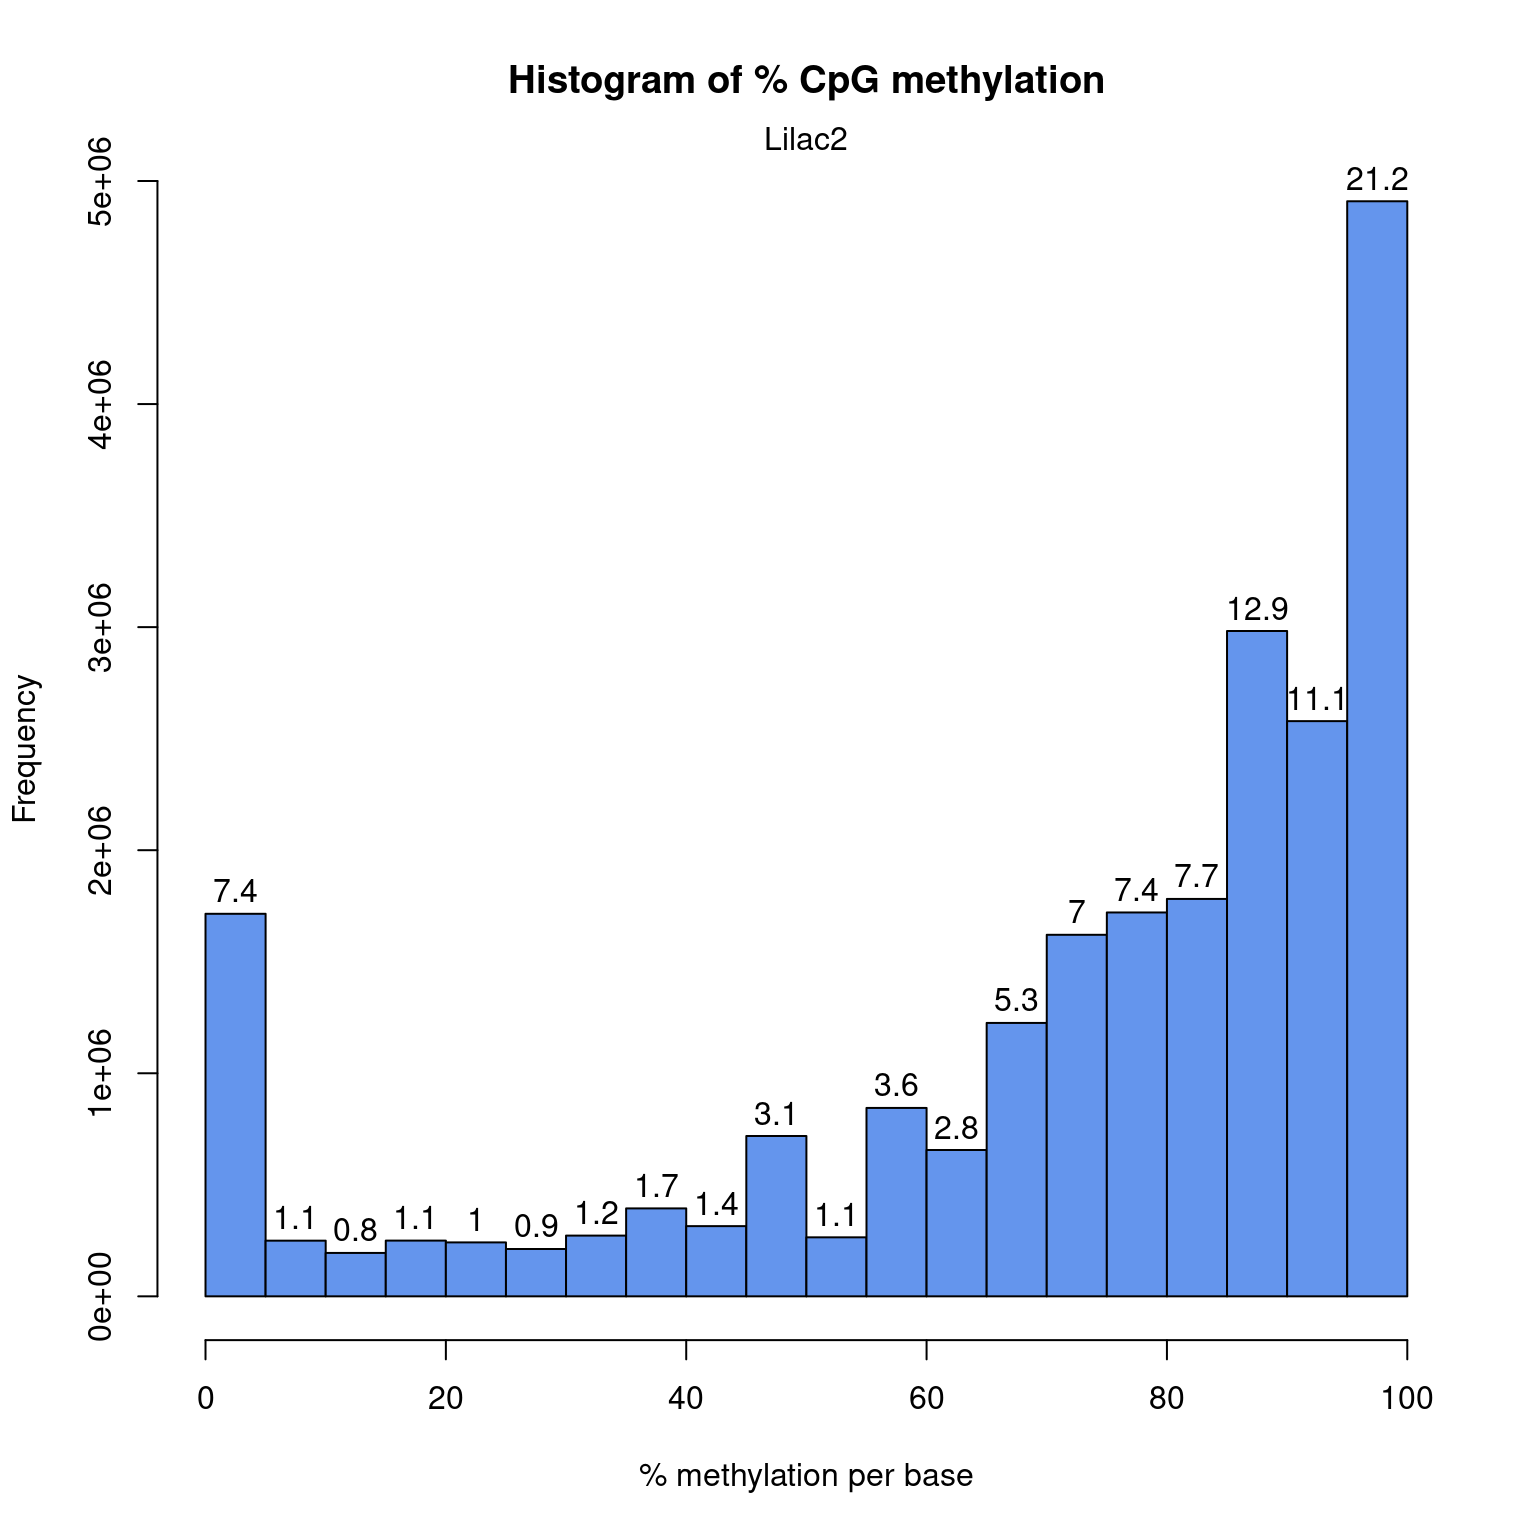 Histogram of % CpG methylation
Lilac2
Frequency
5e+06
4e+06
3e+06
2e+06
1e+06
0e+00
7.4
1.1
0.8
1.1
1
0.9
1.2
1.7
1.4
3.1
1.1
3.6
2.8
5.3
7
7.4
7.7
12.9
11.1
21.2
0 20 40 60 80 100
% methylation per base